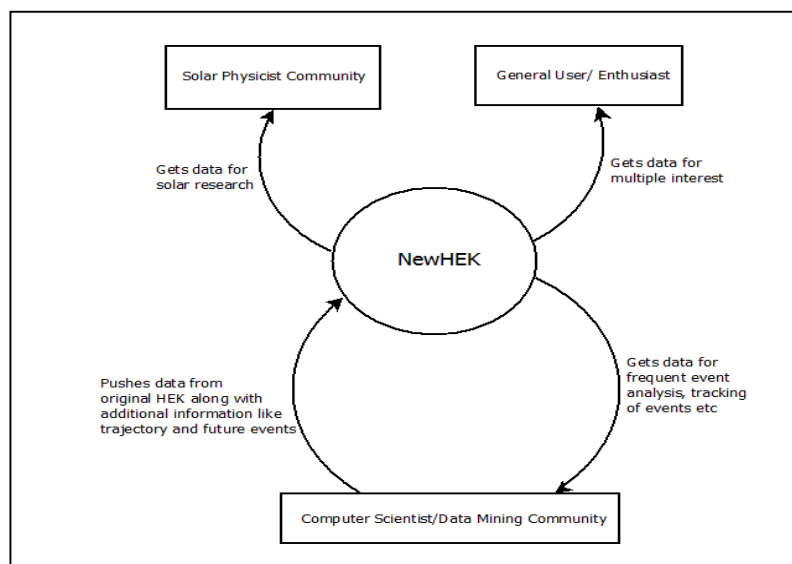 Solar Physicist Community
General User/ Enthusiast
Gets data for
solar research
Gets data for
multiple interest
NewHEK
Pushes data from
original HEK along with
additional information like
trajectory and future events
Gets data for
frequent event
analysis, tracking
of events etc
Computer Scientist/Data Mining Community